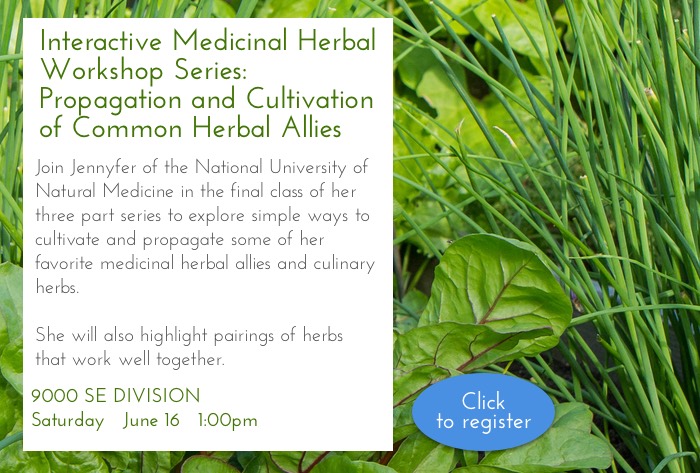 Interactive Medicinal Herbal
Workshop Series:
Propagation and Cultivation
of Common Herbal Allies
Join Jennyfer of the National University of
Natural Medicine in the final class of her
three part series to explore simple ways to
cultivate and propagate some of her
favorite medicinal herbal allies and culinary
herbs.
She will also highlight pairings of herbs
that work well together.
9000 SE DIVISION
Saturday June 16 1:00pm
Click
to register